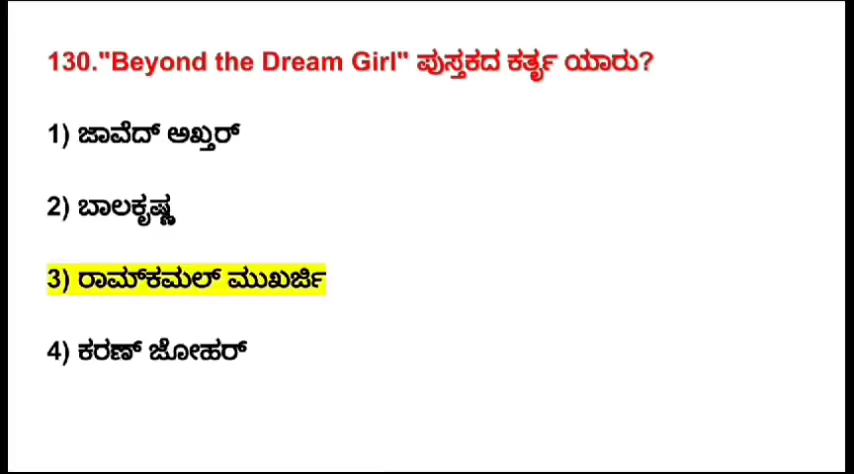 130."Beyond the Dream Girl" ಪುಸ್ತಕದ ಕರ್ತೃ ಯಾರು?
1) ಜಾವೆದ್ ಅಖ್ತರ್
2) ಬಾಲಕೃಷ್ಣ
3) ರಾಮ್‌ಕಮಲ್ ಮುಖರ್ಜಿ
4) ಕರಣ್ ಜೋಹರ್